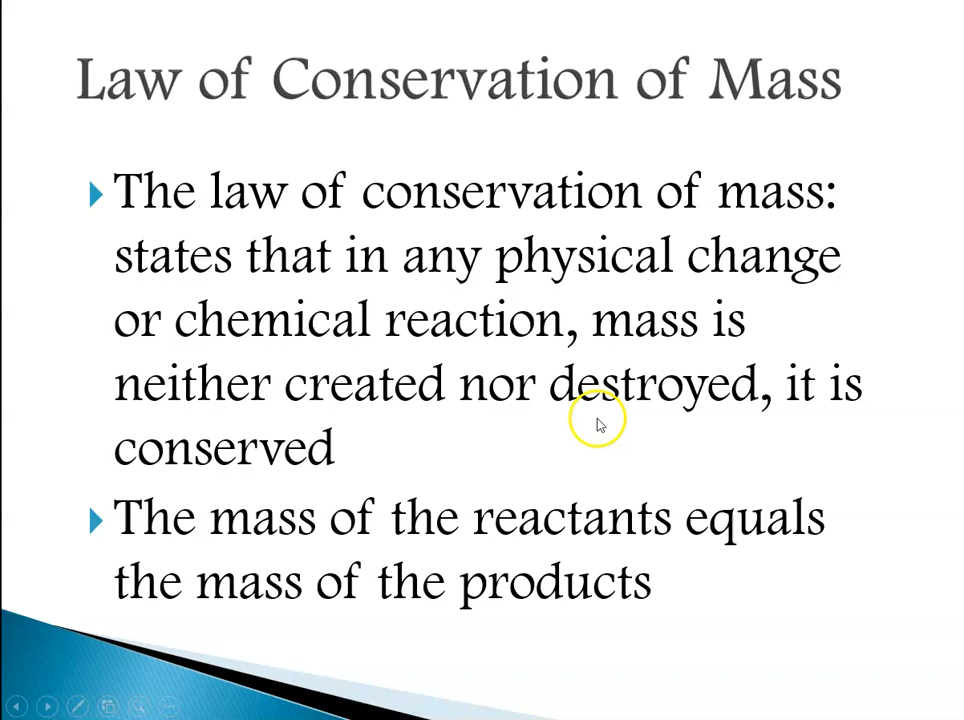 Law of Conservation of Mass
The law of conservation of mass:
states that in any physical change
or chemical reaction, mass is
neither created nor destroyed, it is
conserved
The mass of the reactants equals
the mass of the products